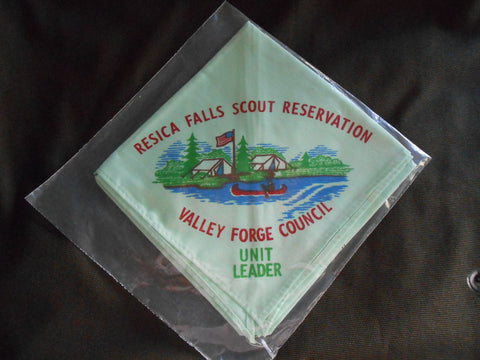 RESICA FALLS SCOUT RESERVATION
VALLEY FORGE COUNCIL
UNIT
LEADER